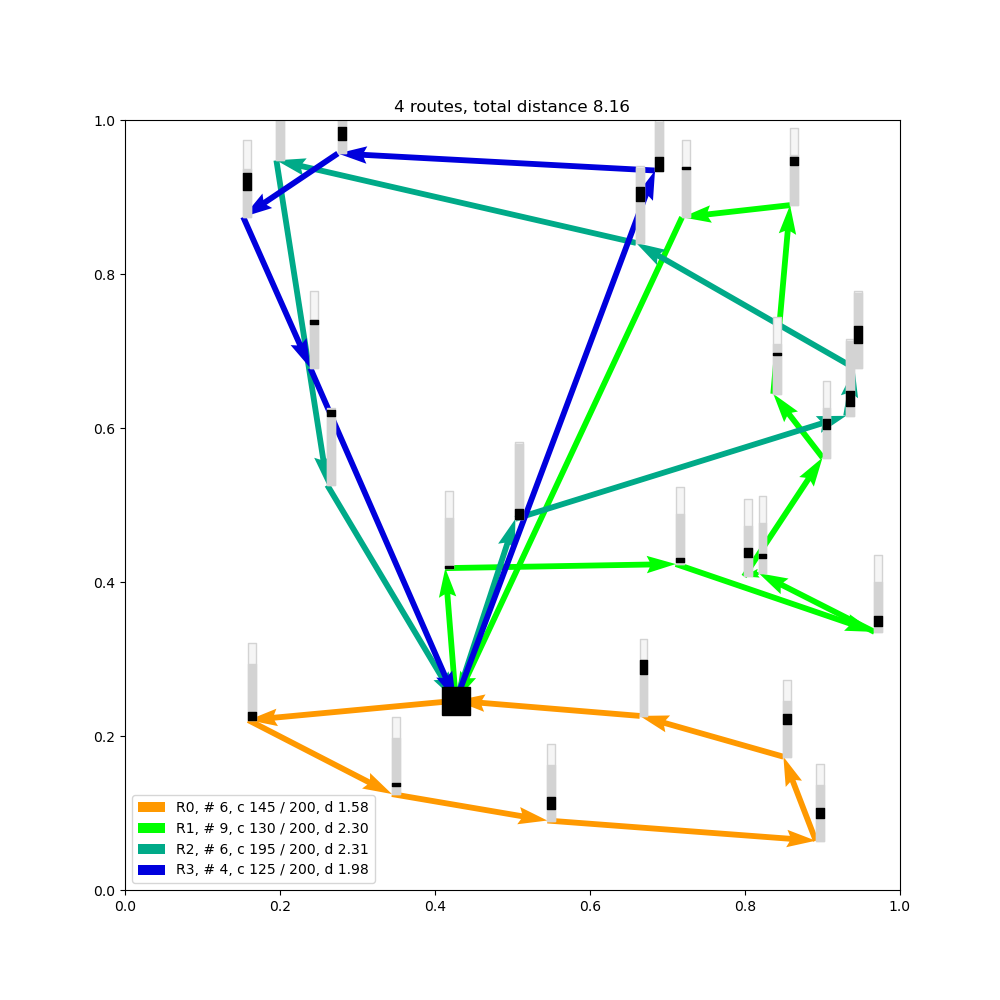 4 routes, total distance 8.16
1.0
0.8
0.6
0.4
0.2
0.0
R0, # 6, c 145 / 200, d 1.58
R1, # 9, c 130 / 200, d 2.30
R2, # 6, c 195 / 200, d 2.31
R3, # 4, c 125 / 200, d 1.98
0.0 0.2 0.4 0.6 0.8 1.0